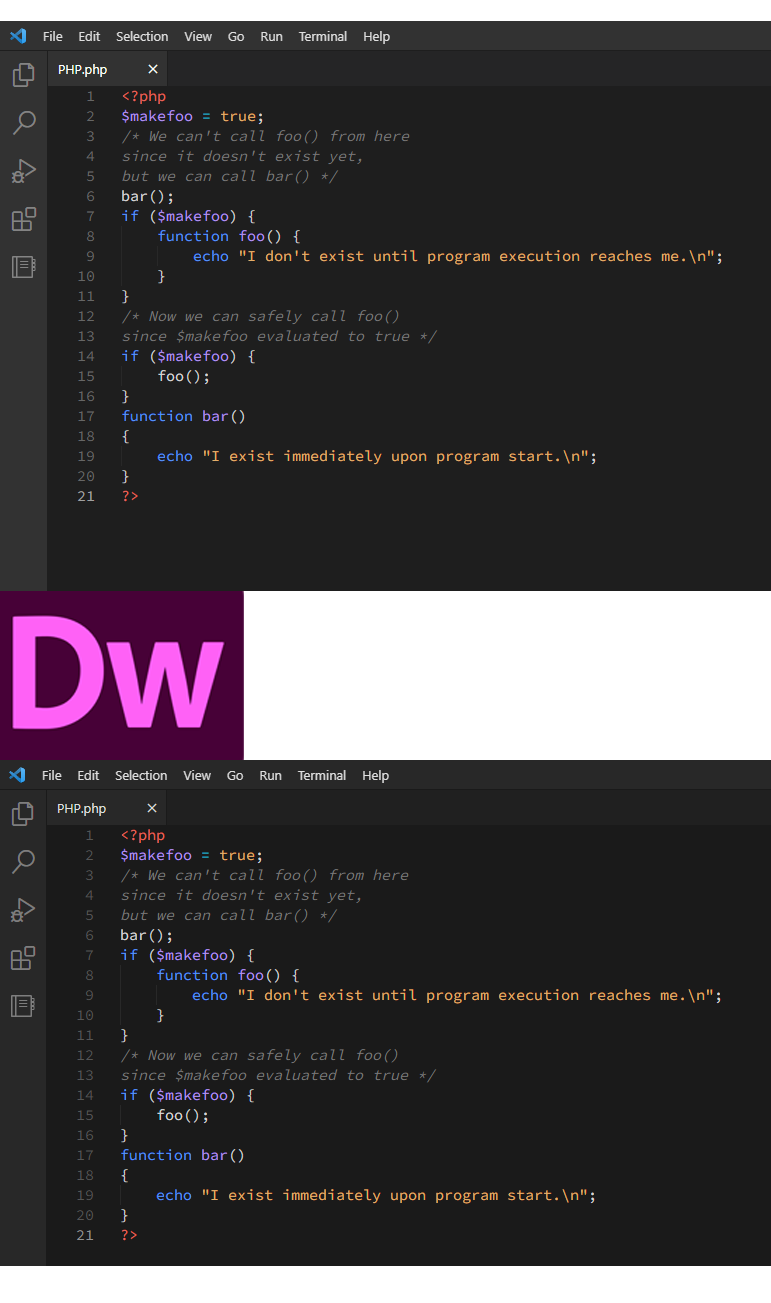 File Edit Selection View Go Run Terminal Help
PHP.php ×
1 <?php
2 $makefoo = true;
3 /* We can't call foo() from here
4 since it doesn't exist yet,
5 but we can call bar() */
6 bar();
7 if ($makefoo) {
8     function foo() {
9         echo "I don't exist until program execution reaches me.\n";
10     }
11 }
12 /* Now we can safely call foo()
13 since $makefoo evaluated to true */
14 if ($makefoo) {
15     foo();
16 }
17 function bar()
18 {
19     echo "I exist immediately upon program start.\n";
20 }
21 ?>
Dw
File Edit Selection View Go Run Terminal Help
PHP.php ×
1 <?php
2 $makefoo = true;
3 /* We can't call foo() from here
4 since it doesn't exist yet,
5 but we can call bar() */
6 bar();
7 if ($makefoo) {
8     function foo() {
9         echo "I don't exist until program execution reaches me.\n";
10     }
11 }
12 /* Now we can safely call foo()
13 since $makefoo evaluated to true */
14 if ($makefoo) {
15     foo();
16 }
17 function bar()
18 {
19     echo "I exist immediately upon program start.\n";
20 }
21 ?>